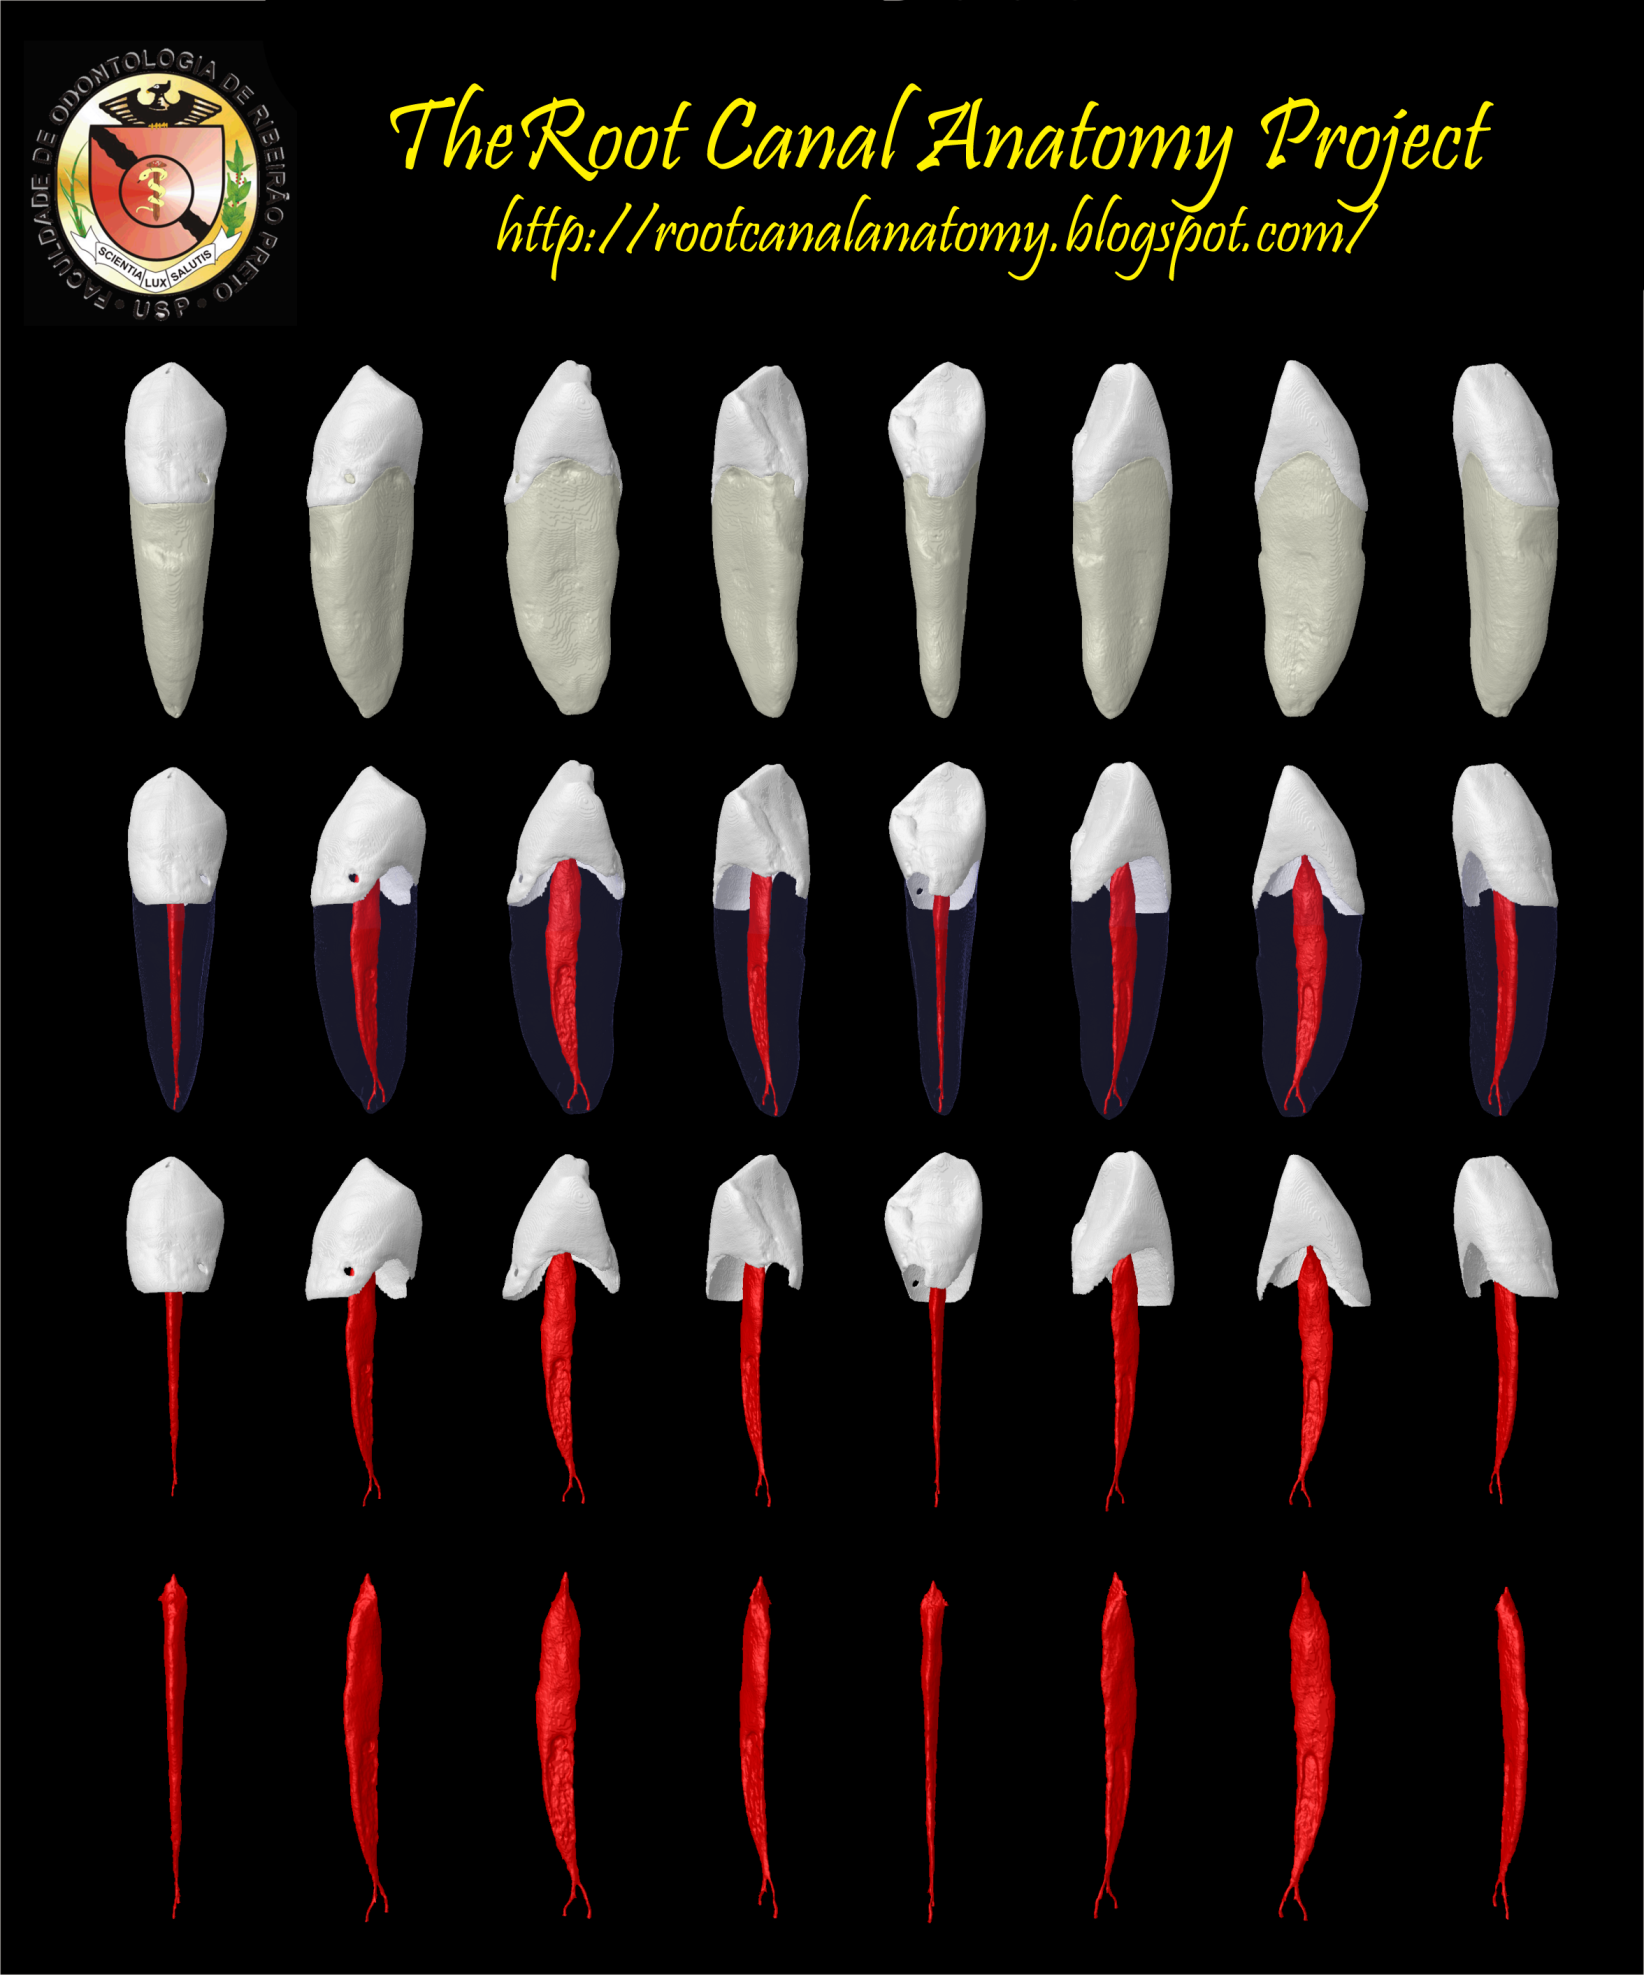 FACULDADE DE ODONTOLOGIA DE RIBEIRÃO PRETO
• USP •
SCIENTIA LUX SALUTIS
The Root Canal Anatomy Project
http://rootcanalanatomy.blogspot.com/